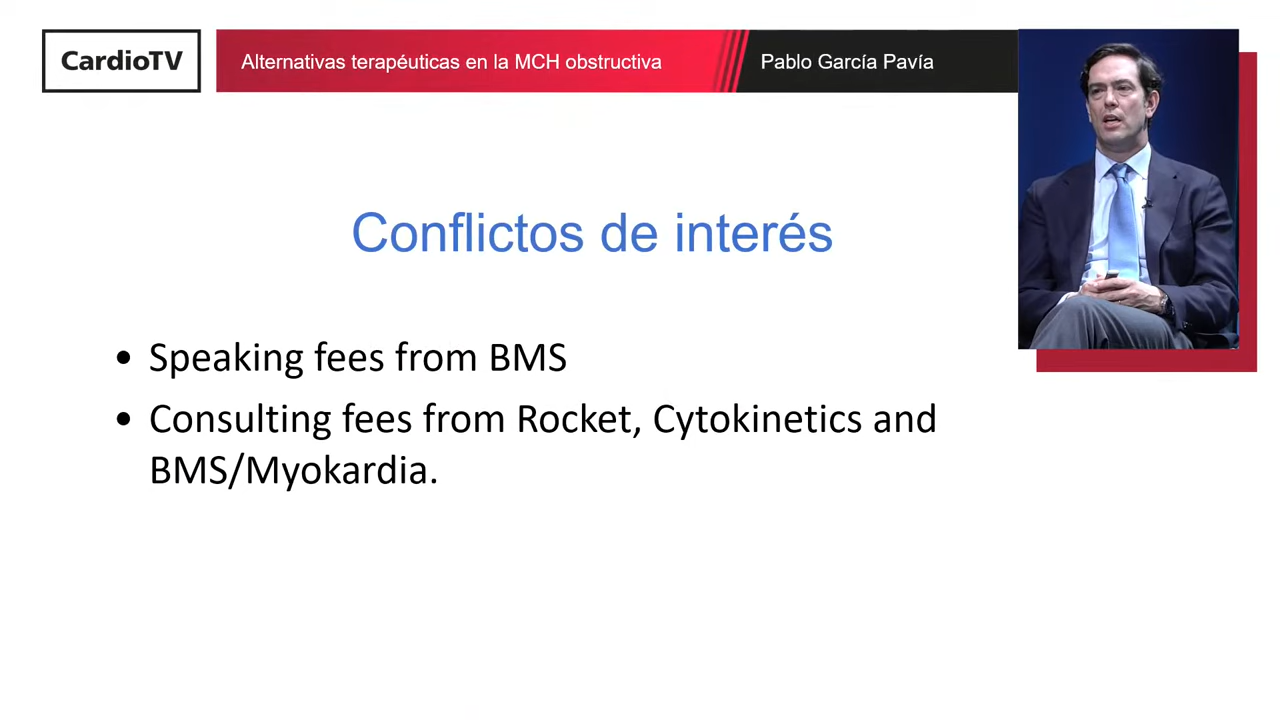 CardioTV
Alternativas terapéuticas en la MCH obstructiva
Pablo García Pavía
Conflictos de interés
• Speaking fees from BMS
• Consulting fees from Rocket, Cytokinetics and
BMS/Myokardia.